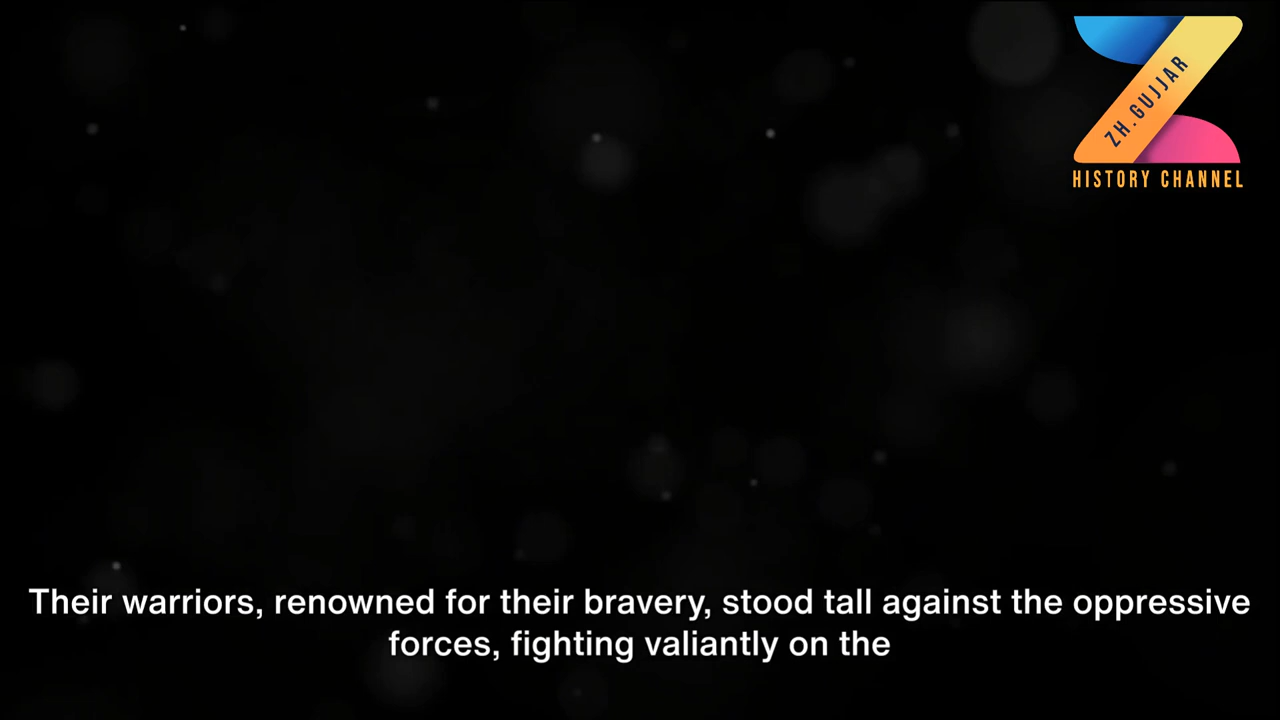 ZH.GUJJAR
HISTORY CHANNEL
Their warriors, renowned for their bravery, stood tall against the oppressive
forces, fighting valiantly on the